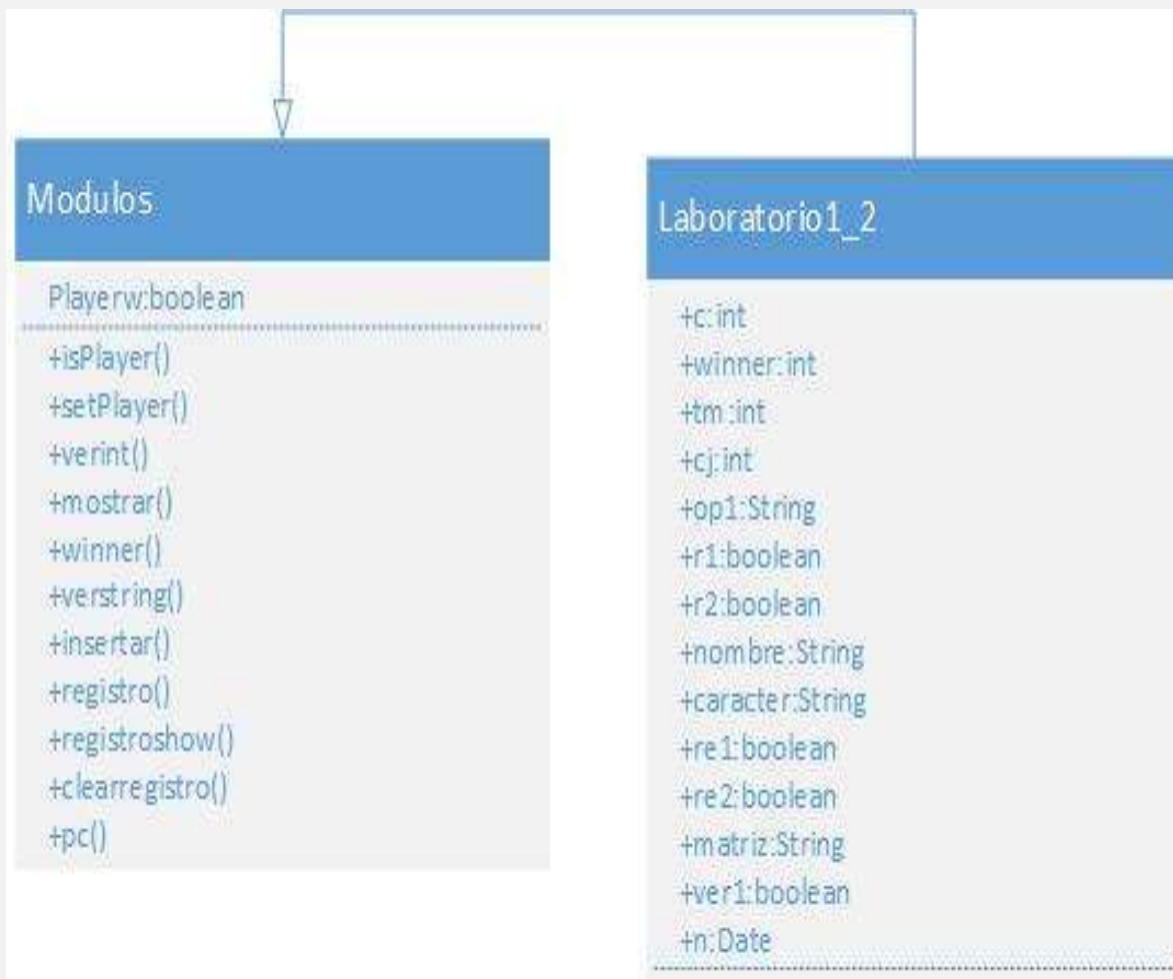 Modulos
Playerw:boolean
+isPlayer()
+setPlayer()
+verint()
+mostrar()
+winner()
+verstring()
+insertar()
+registro()
+registroshow()
+clearregistro()
+pc()
Laboratorio1_2
+c:int
+winner:int
+tm:int
+cj:int
+op1:String
+r1:boolean
+r2:boolean
+nombre:String
+caracter:String
+re1:boolean
+re2:boolean
+matriz:String
+ver1:boolean
+n:Date